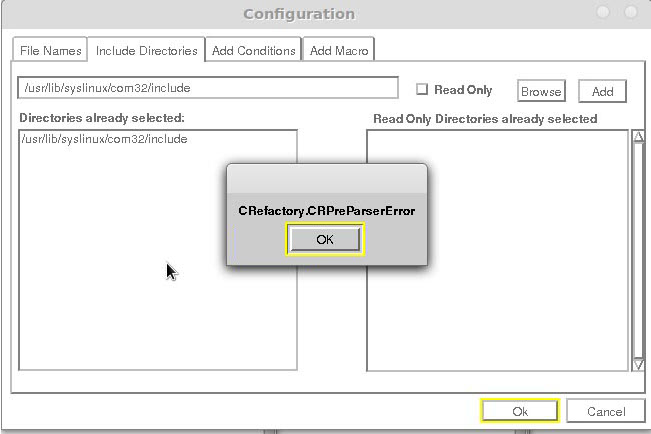 Configuration
File Names Include Directories Add Conditions Add Macro
/usr/lib/syslinux/com32/include Read Only Browse Add
Directories already selected: Read Only Directories already selected
/usr/lib/syslinux/com32/include
CRefactory.CRPreParserError
OK
Ok Cancel